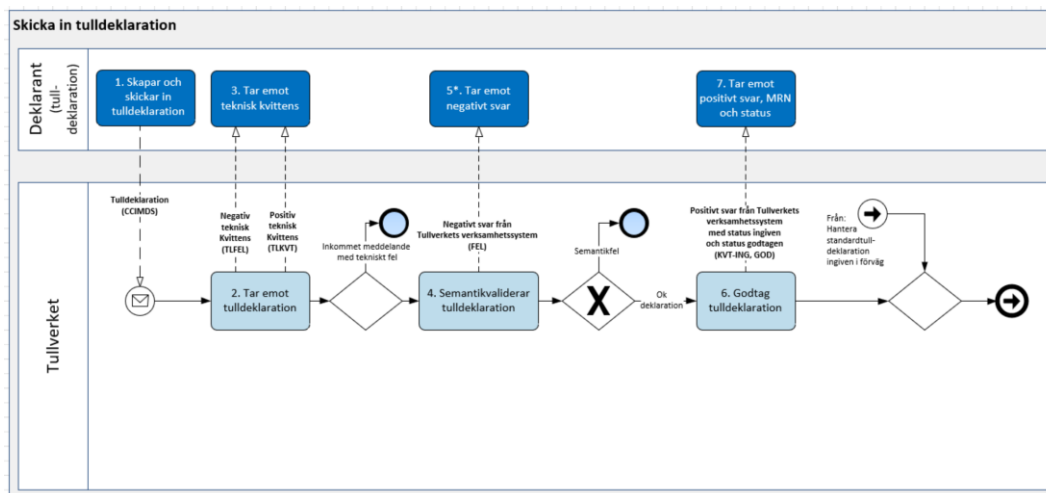 Skicka in tulldeklaration
Deklarant
(tull-
deklaration)
1. Skapar och
skickar in
tulldeklaration
3. Tar emot
teknisk kvittens
5*. Tar emot
negativt svar
7. Tar emot
positivt svar, MRN
och status
Tullverket
Tulldeklaration
(CCIMDS)
Negativ
teknisk
Kvittens
(TLFEL)
Positiv
teknisk
Kvittens
(TLKVT)
Inkommet meddelande
med tekniskt fel
Negativt svar från
Tullverkets verksamhetssystem
(FEL)
Semantikfel
Positivt svar från Tullverkets
verksamhetssystem
med status ingiven
och status godtagen
(KVT-ING, GOD)
Från:
Hantera
standardtull-
deklaration
ingiven i förväg
2. Tar emot
tulldeklaration
4. Semantikvaliderar
tulldeklaration
X
Ok
deklaration
6. Godtag
tulldeklaration